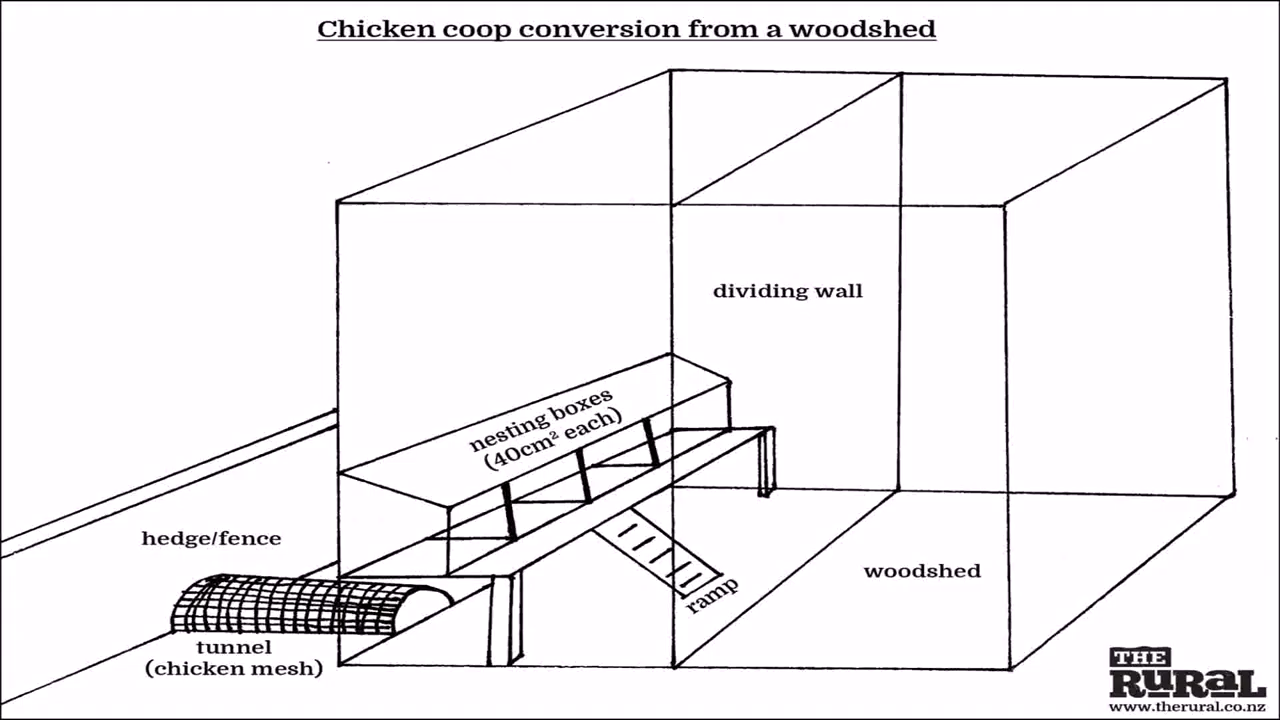 Chicken coop conversion from a woodshed
dividing wall
nesting boxes
(40cm² each)
hedge/fence
woodshed
ramp
tunnel
(chicken mesh)
THE
RURAL
www.therural.co.nz